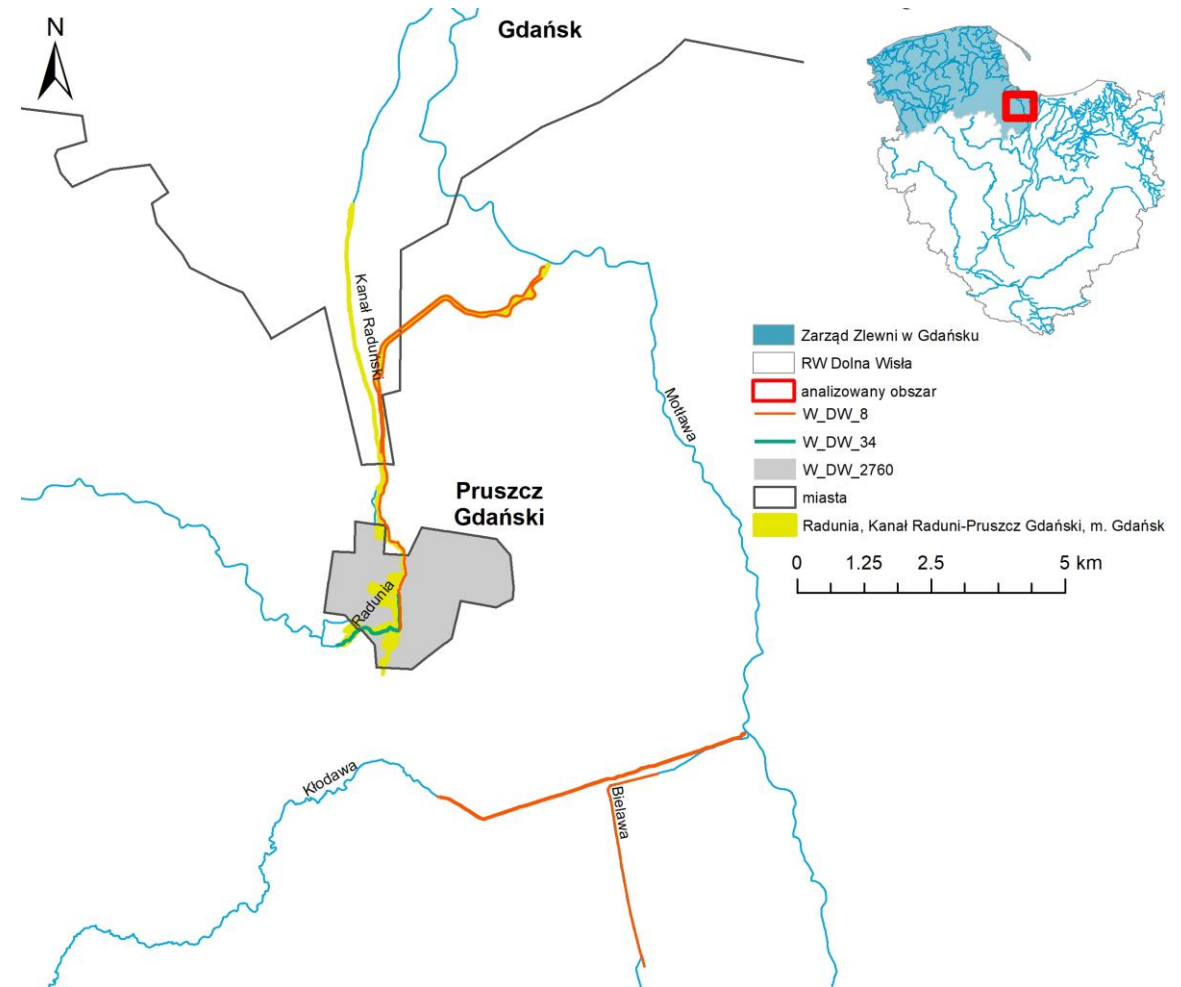 N
Gdańsk
Kanał Raduński
Motława
Pruszcz
Gdański
Radunia
Kłodawa
Bielawa
Zarząd Zlewni w Gdańsku
RW Dolna Wisła
analizowany obszar
W_DW_8
W_DW_34
W_DW_2760
miasta
Radunia, Kanał Raduni-Pruszcz Gdański, m. Gdańsk
0 1.25 2.5 5 km